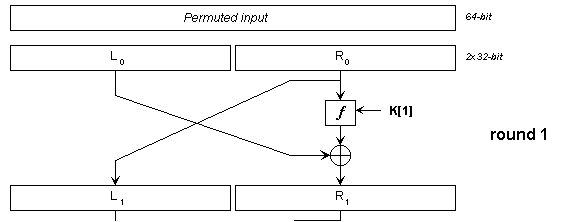 Permuted input
64-bit
L0
R0
2x32-bit
f
K[1]
round 1
L1
R1